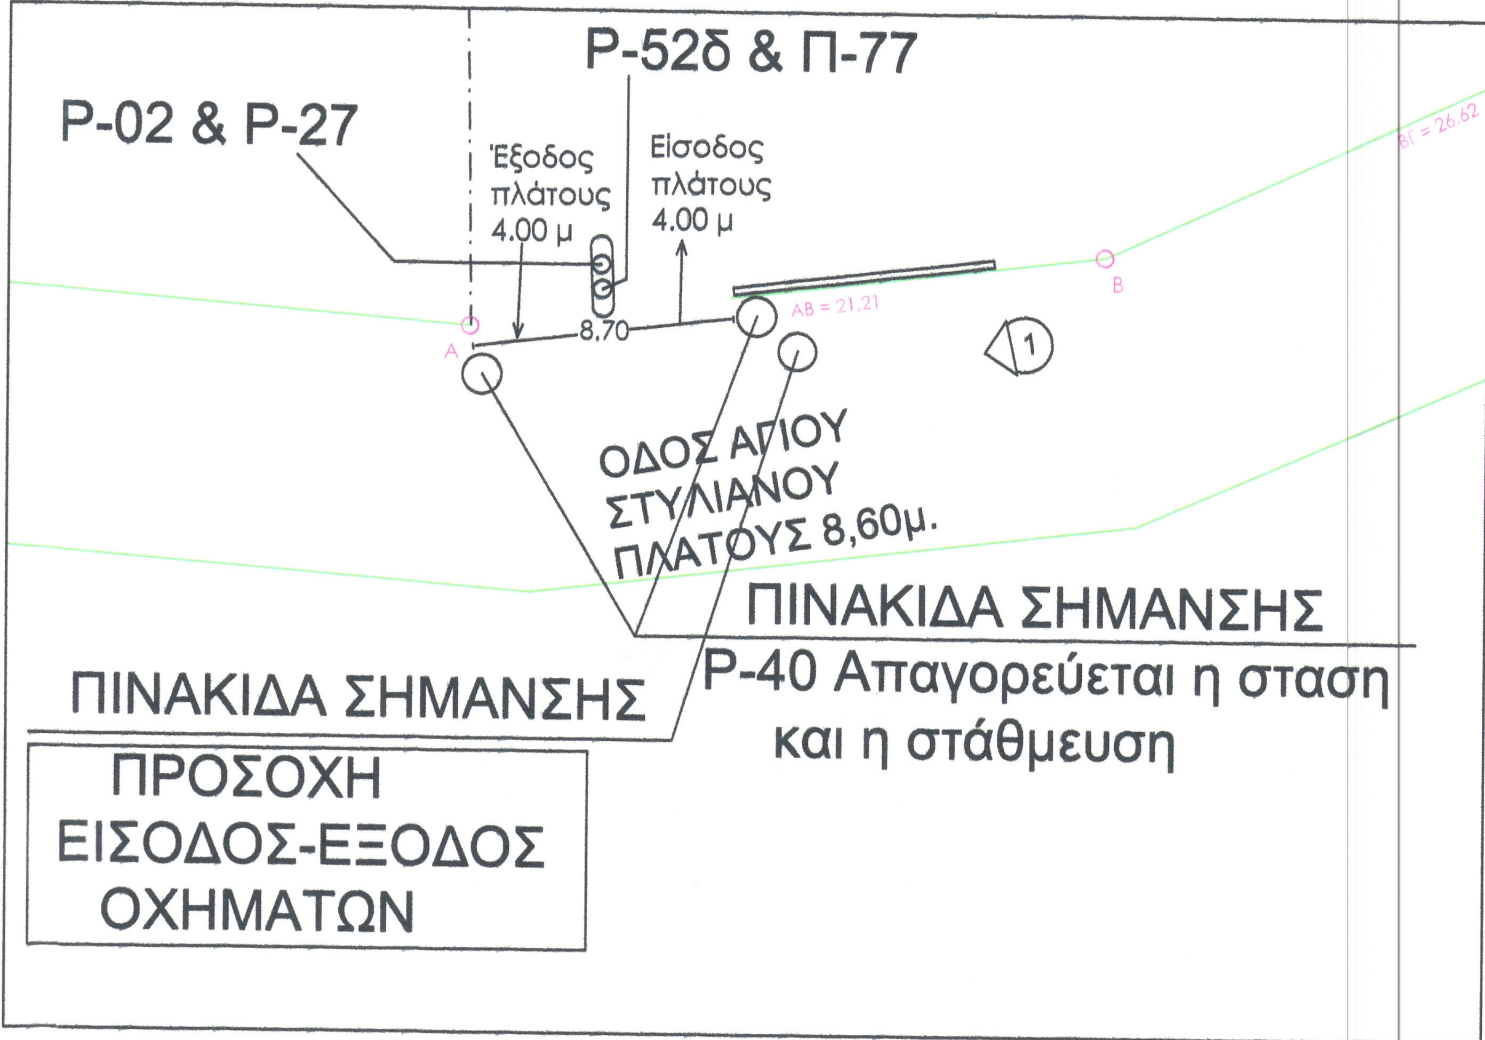 Ρ-52δ & Π-77
Ρ-02 & Ρ-27
Έξοδος
πλάτους
4.00 μ
Είσοδος
πλάτους
4.00 μ
ΒΓ = 26,62
8,70
Α
ΑΒ = 21,21
Β
1
ΟΔΟΣ ΑΓΙΟΥ
ΣΤΥΛΙΑΝΟΥ
ΠΛΑΤΟΥΣ 8,60μ.
ΠΙΝΑΚΙΔΑ ΣΗΜΑΝΣΗΣ
Ρ-40 Απαγορεύεται η σταση
και η στάθμευση
ΠΙΝΑΚΙΔΑ ΣΗΜΑΝΣΗΣ
ΠΡΟΣΟΧΗ
ΕΙΣΟΔΟΣ-ΕΞΟΔΟΣ
ΟΧΗΜΑΤΩΝ